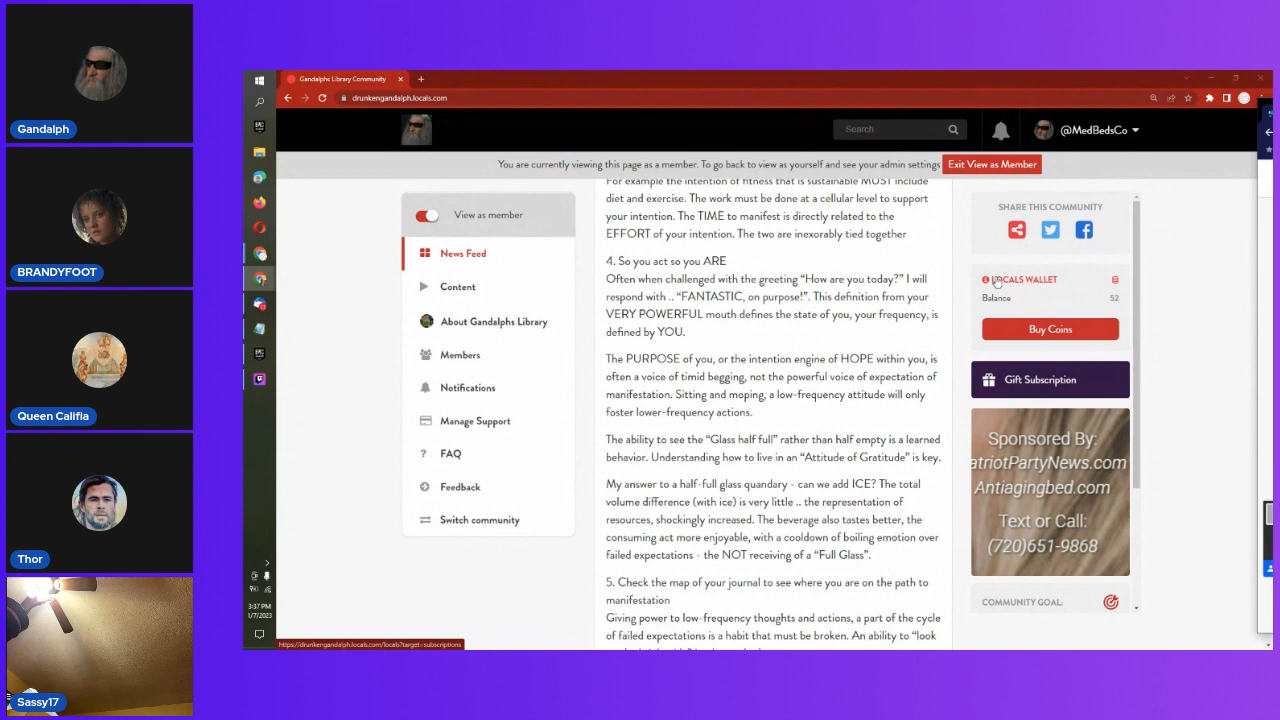 Gandalph
BRANDYFOOT
Queen Califia
Thor
Sassy17
Gandalphs Library Community
drunkengandalph.locals.com
Search
@MedBedsCo
You are currently viewing this page as a member. To go back to view as yourself and see your admin settings
Exit View as Member
View as member
News Feed
Content
About Gandalphs Library
Members
Notifications
Manage Support
FAQ
Feedback
Switch community
For example the intention of fitness that is sustainable MUST include
diet and exercise. The work must be done at a cellular level to support
your intention. The TIME to manifest is directly related to the
EFFORT of your intention. The two are inexorably tied together
4. So you act so you ARE
Often when challenged with the greeting “How are you today?” I will
respond with .. “FANTASTIC, on purpose!”. This definition from your
VERY POWERFUL mouth defines the state of you, your frequency, is
defined by YOU.
The PURPOSE of you, or the intention engine of HOPE within you, is
often a voice of timid begging, not the powerful voice of expectation of
manifestation. Sitting and moping, a low-frequency attitude will only
foster lower-frequency actions.
The ability to see the “Glass half full” rather than half empty is a learned
behavior. Understanding how to live in an “Attitude of Gratitude” is key.
My answer to a half-full glass quandary - can we add ICE? The total
volume difference (with ice) is very little .. the representation of
resources, shockingly increased. The beverage also tastes better, the
consuming act more enjoyable, with a cooldown of boiling emotion over
failed expectations - the NOT receiving of a “Full Glass”.
5. Check the map of your journal to see where you are on the path to
manifestation
Giving power to low-frequency thoughts and actions, a part of the cycle
of failed expectations is a habit that must be broken. An ability to “look
SHARE THIS COMMUNITY
LOCALS WALLET
Balance 52
Buy Coins
Gift Subscription
Sponsored By:
atriotPartyNews.com
Antiagingbed.com
Text or Call:
(720)651-9868
COMMUNITY GOAL:
3:37 PM
1/7/2023
https://drunkengandalph.locals.com/locals?target=subscriptions